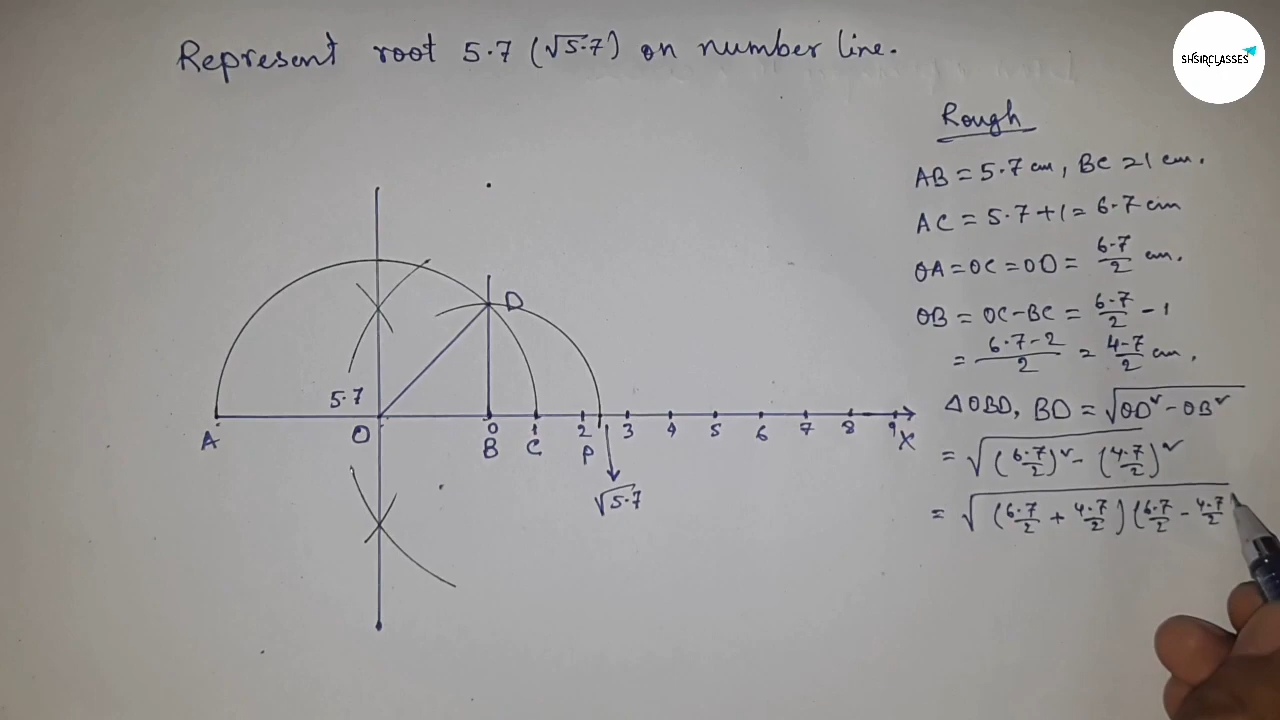 Represent root 5.7 (√5.7) on number line.
SHSIRCLASSES
Rough
AB = 5.7 cm, BC = 1 cm.
AC = 5.7 + 1 = 6.7 cm
OA = OC = OD = 6.7/2 cm.
OB = OC - BC = 6.7/2 - 1
= 6.7-2/2 = 4.7/2 cm.
△OBD, BD = √OD² - OB²
= √(6.7/2)² - (4.7/2)²
= √(6.7/2 + 4.7/2)(6.7/2 - 4.7/2
D
5.7
A O 0 1 2 3 4 5 6 7 8 9 X
B C P
√5.7